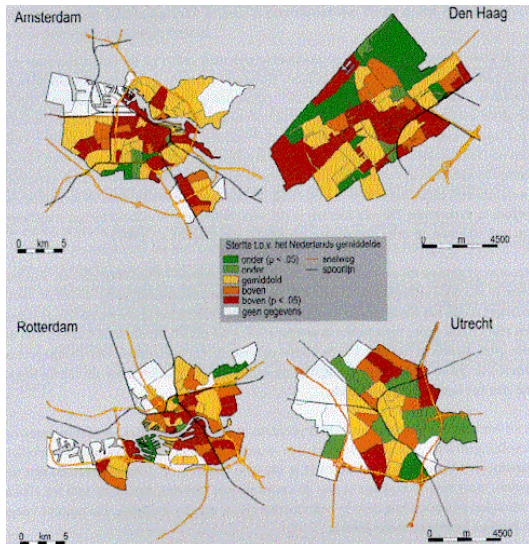 Amsterdam
Den Haag
0 km 5
0 m 4500
Sterfte t.o.v. het Nederlands gemiddelde
onder (p < .05)
onder
gemiddeld
boven
boven (p < .05)
geen gegevens
snelweg
spoorlijn
Rotterdam
Utrecht
0 km 5
0 m 4500